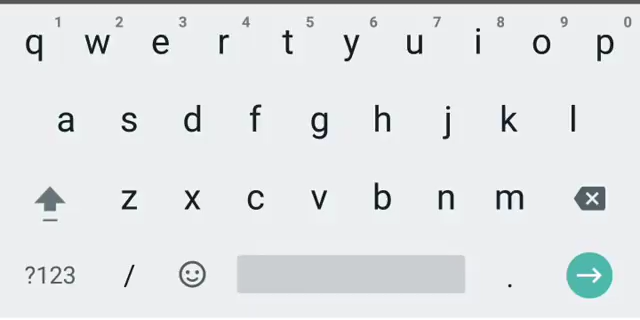 q 1 w 2 e 3 r 4 t 5 y 6 u 7 i 8 o 9 p 0
a s d f g h j k l
z x c v b n m
?123 / .